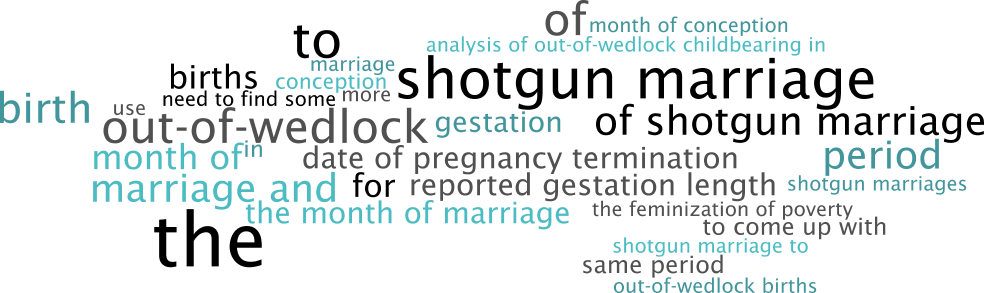 of
month of conception
to
analysis of out-of-wedlock childbearing in
marriage
births
conception
shotgun marriage
need to find some
more
birth
use
out-of-wedlock
gestation
of shotgun marriage
month of
in
date of pregnancy termination
period
marriage and
for
reported gestation length
shotgun marriages
the month of marriage
the feminization of poverty
the
to come up with
shotgun marriage to
same period
out-of-wedlock births